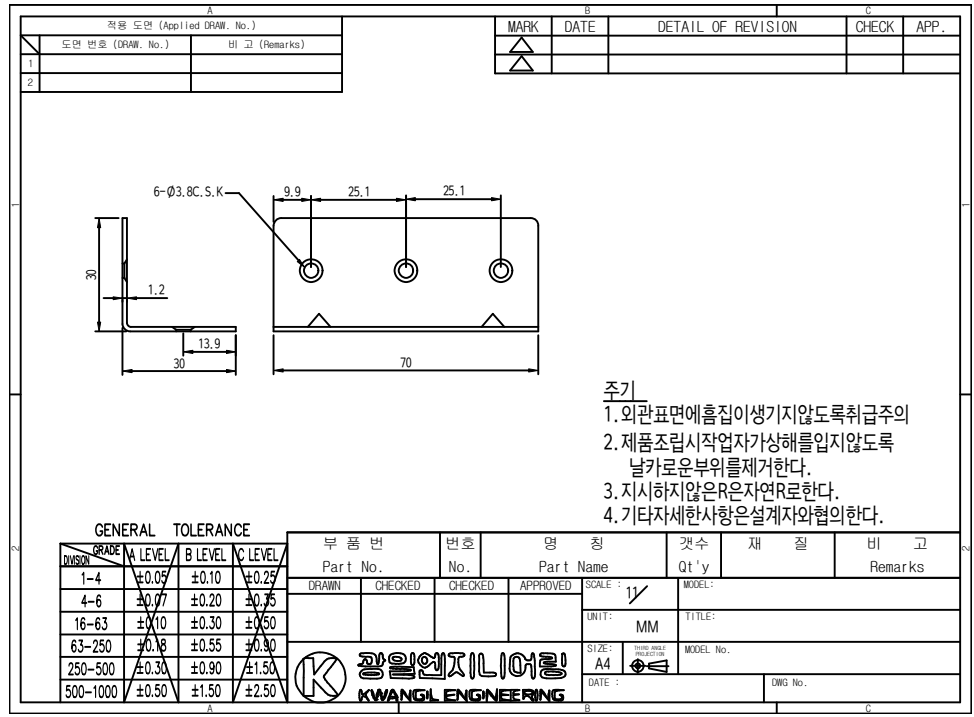 A B C
적용 도면 (Applied DRAW. No.)
도면 번호 (DRAW. No.) 비 고 (Remarks)
1
2
MARK DATE DETAIL OF REVISION CHECK APP.
6-Ø3.8C.S.K
9.9 25.1 25.1
30
1.2
13.9
30
70
1 1
주기
1.외관표면에흠집이생기지않도록취급주의
2.제품조립시작업자가상해를입지않도록
날카로운부위를제거한다.
3.지시하지않은R은자연R로한다.
4.기타자세한사항은설계자와협의한다.
2 2
GENERAL TOLERANCE
DIVISION GRADE A LEVEL B LEVEL C LEVEL
1-4 ±0.05 ±0.10 ±0.25
4-6 ±0.07 ±0.20 ±0.35
16-63 ±0.10 ±0.30 ±0.50
63-250 ±0.18 ±0.55 ±0.90
250-500 ±0.30 ±0.90 ±1.50
500-1000 ±0.50 ±1.50 ±2.50
부 품 번 번호 명 칭 갯수 재 질 비 고
Part No. No. Part Name Qt'y Remarks
DRAWN CHECKED CHECKED APPROVED
SCALE : 1/1 MODEL:
UNIT: MM TITLE:
SIZE: A4 THIRD ANGLE PROJECTION MODEL No.
DATE : DWG No.
K 광일엔지니어링
KWANGIL ENGINEERING
A B C